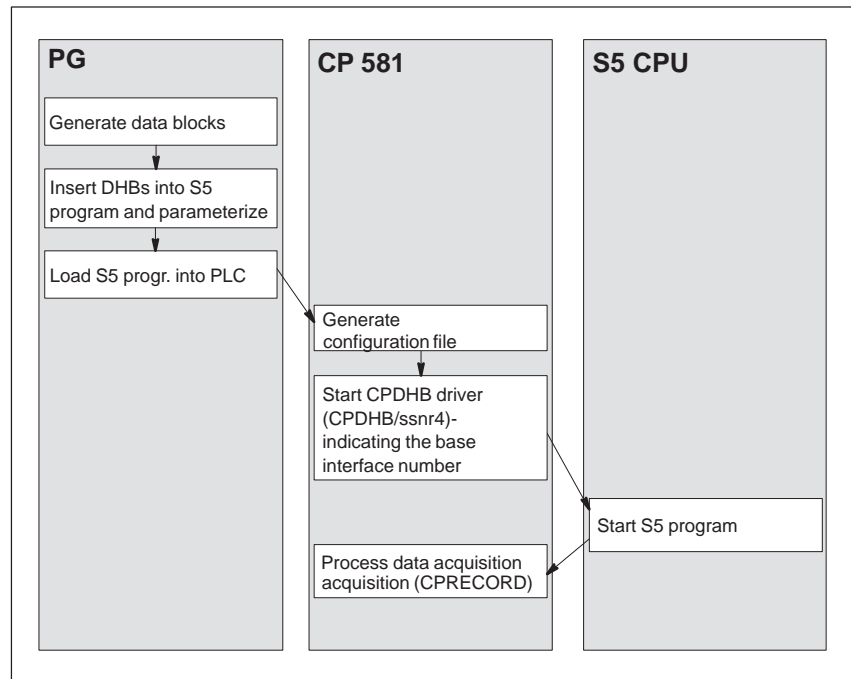 PG
Generate data blocks
Insert DHBs into S5
program and parameterize
Load S5 progr. into PLC
CP 581
Generate
configuration file
Start CPDHB driver
(CPDHB/ssnr4)-
indicating the base
interface number
Process data acquisition
acquisition (CPRECORD)
S5 CPU
Start S5 program